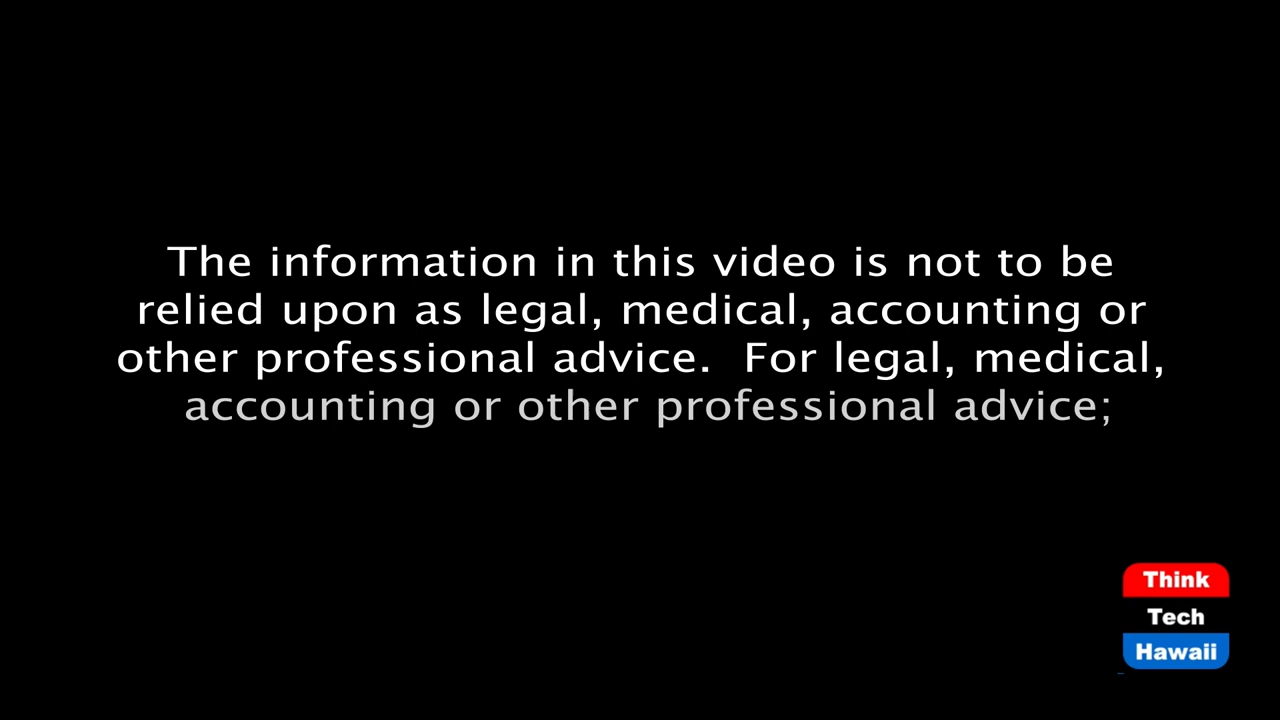 The information in this video is not to be
relied upon as legal, medical, accounting or
other professional advice.  For legal, medical,
accounting or other professional advice;
Think
Tech
Hawaii